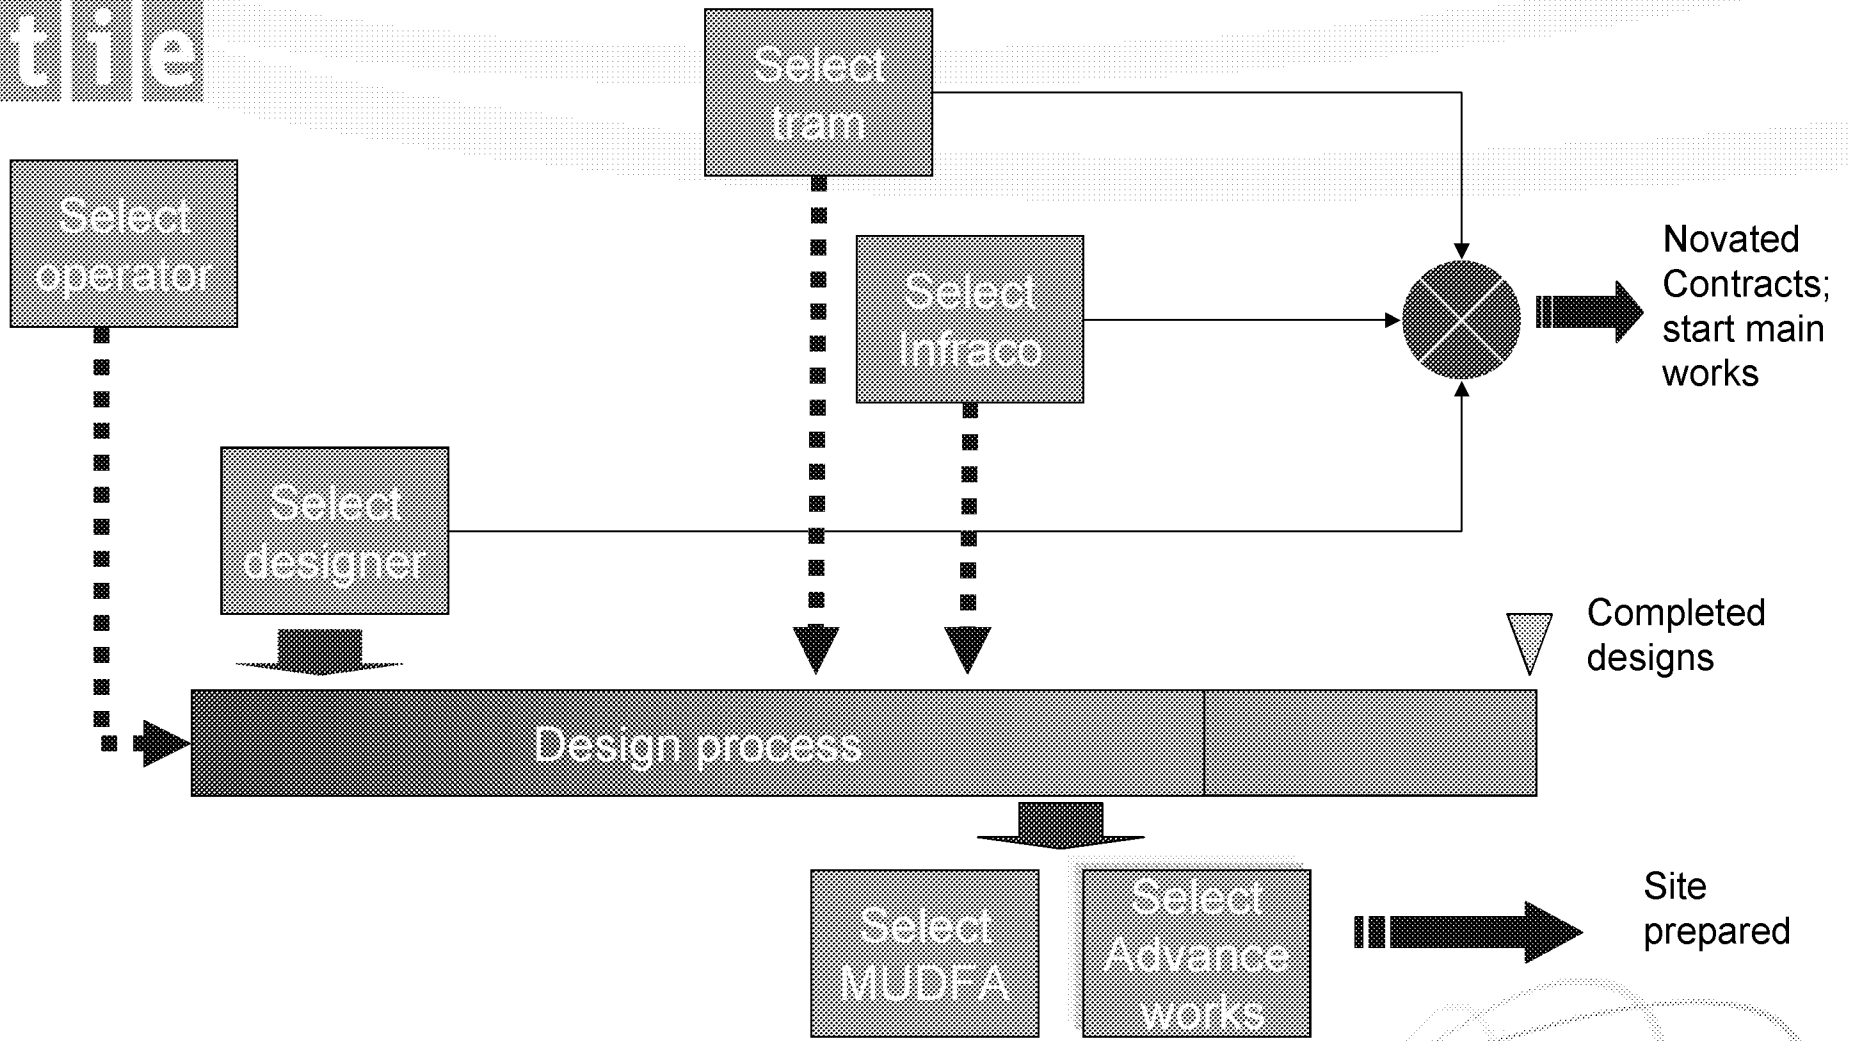 tie
Select
tram
Select
operator
Select
Infraco
Novated
Contracts;
start main
works
Select
designer
Completed
designs
Design process
Select
MUDFA
Select
Advance
works
Site
prepared